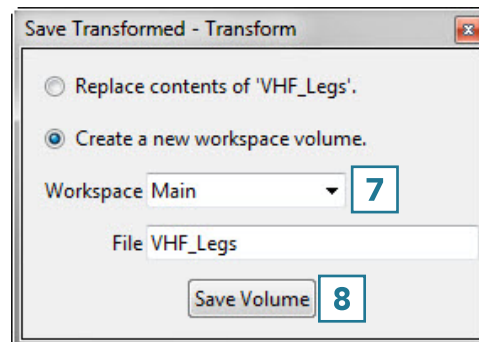 Save Transformed - Transform
Replace contents of 'VHF_Legs'.
Create a new workspace volume.
Workspace Main 7
File VHF_Legs
Save Volume 8